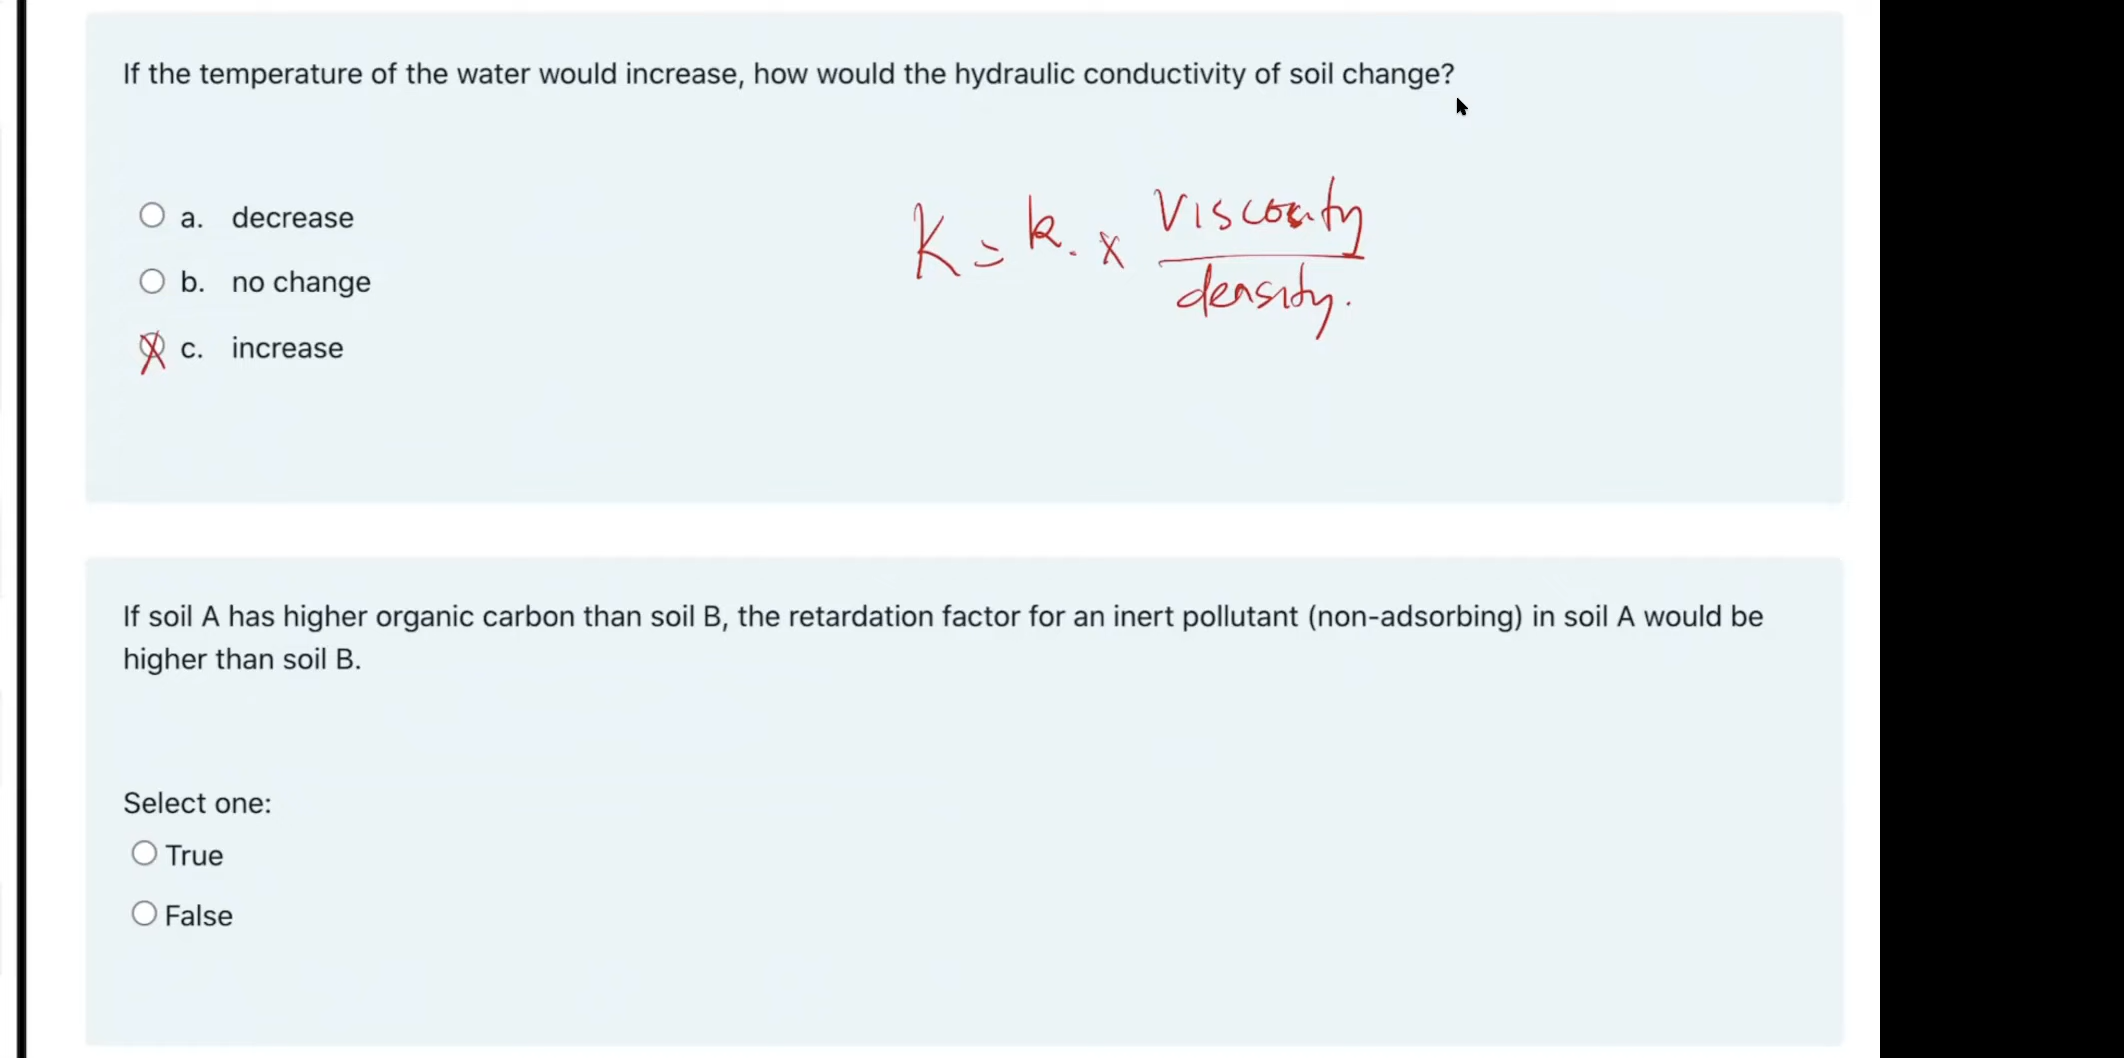 If the temperature of the water would increase, how would the hydraulic conductivity of soil change?
a. decrease
b. no change
c. increase
K = k. x viscosity
density.
If soil A has higher organic carbon than soil B, the retardation factor for an inert pollutant (non-adsorbing) in soil A would be
higher than soil B.
Select one:
True
False